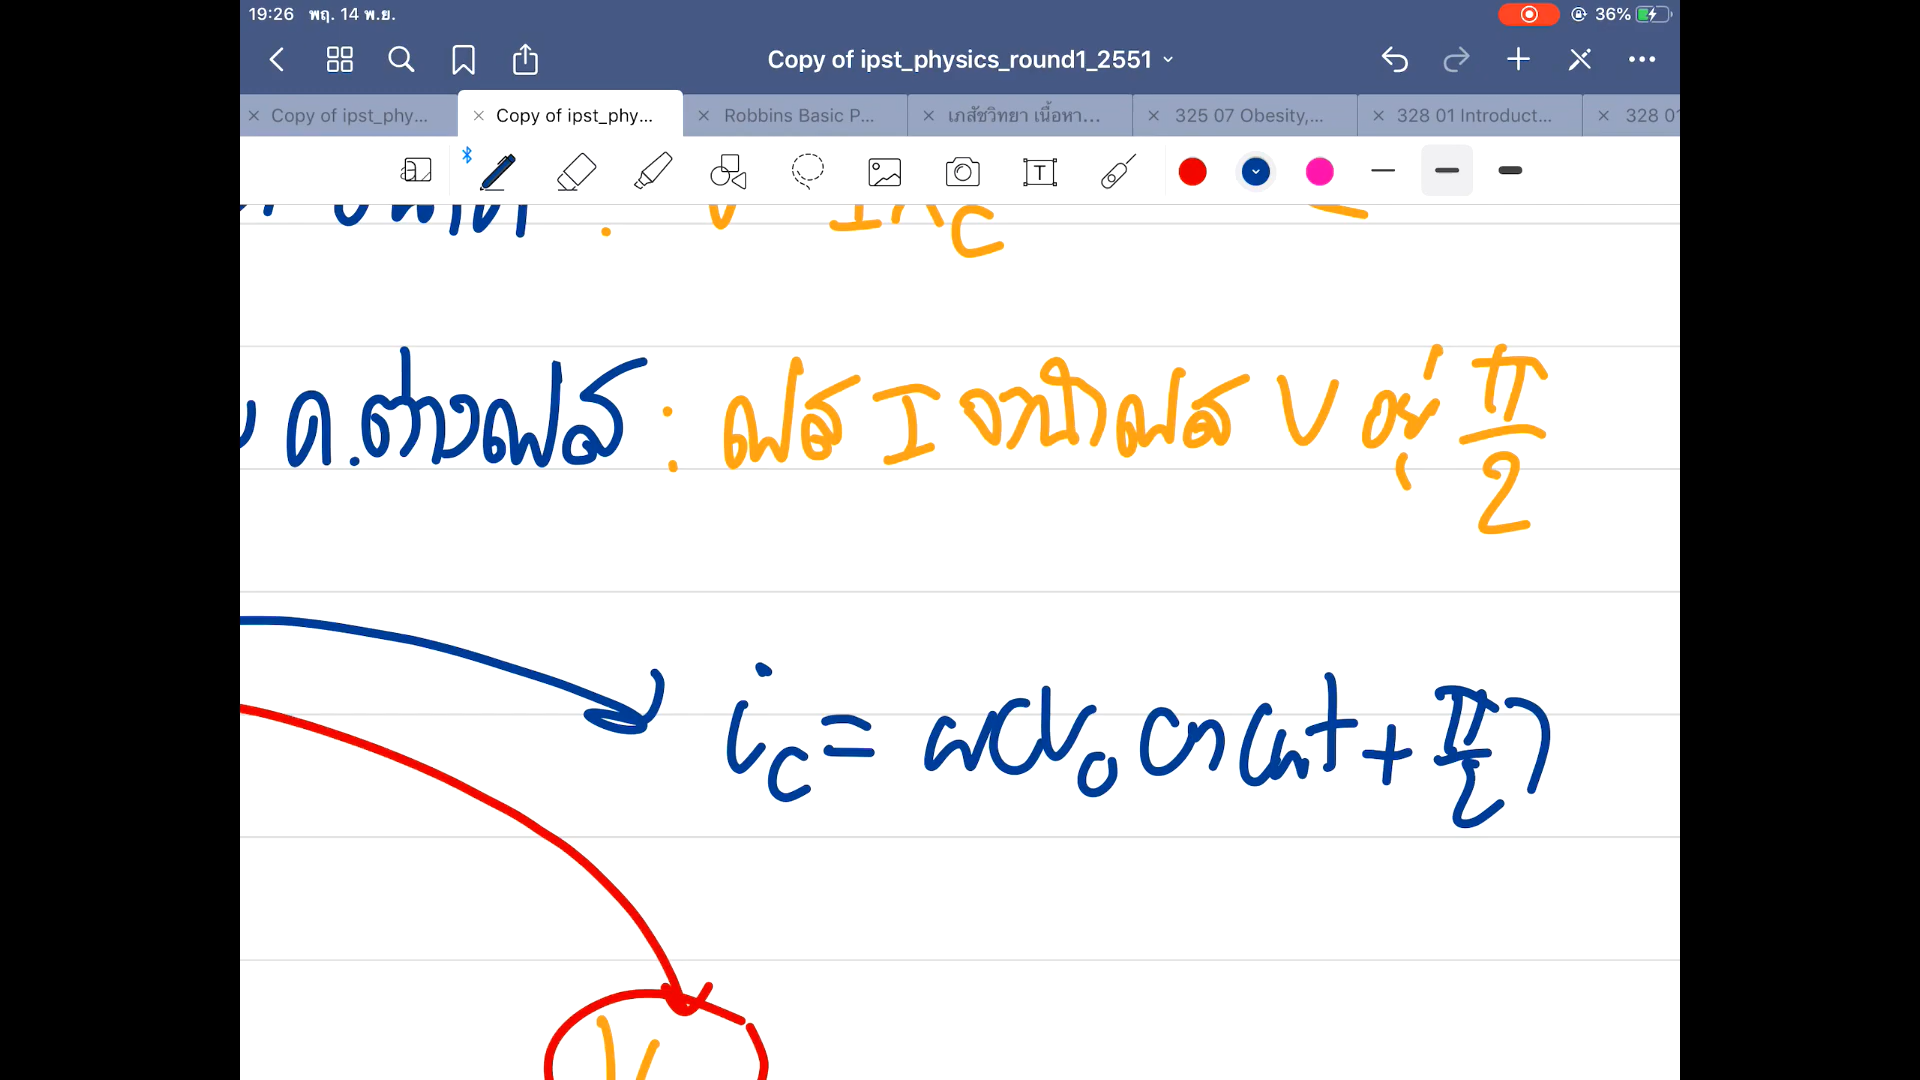 19:26 พฤ. 14 พ.ย. 36%
Copy of ipst_physics_round1_2551
Copy of ipst_phy... Copy of ipst_phy... Robbins Basic P... เภสัชวิทยา เนื้อหา... 325 07 Obesity,... 328 01 Introduct... 328 01
T
ค.ต่างเฟส : เฟส I จะนำเฟส V อยู่ π/2
i_C = ωCV₀ cos(ωt + π/2)
V